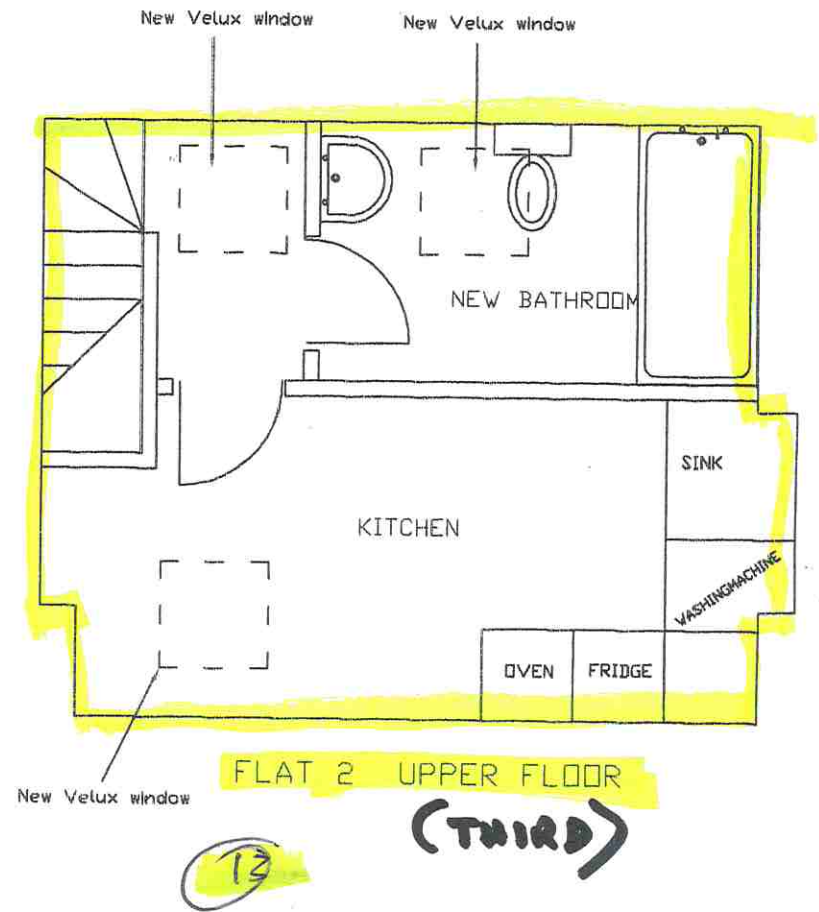 New Velux window
New Velux window
NEW BATHROOM
SINK
KITCHEN
WASHINGMACHINE
OVEN
FRIDGE
FLAT 2 UPPER FLOOR
New Velux window
(THIRD)
13